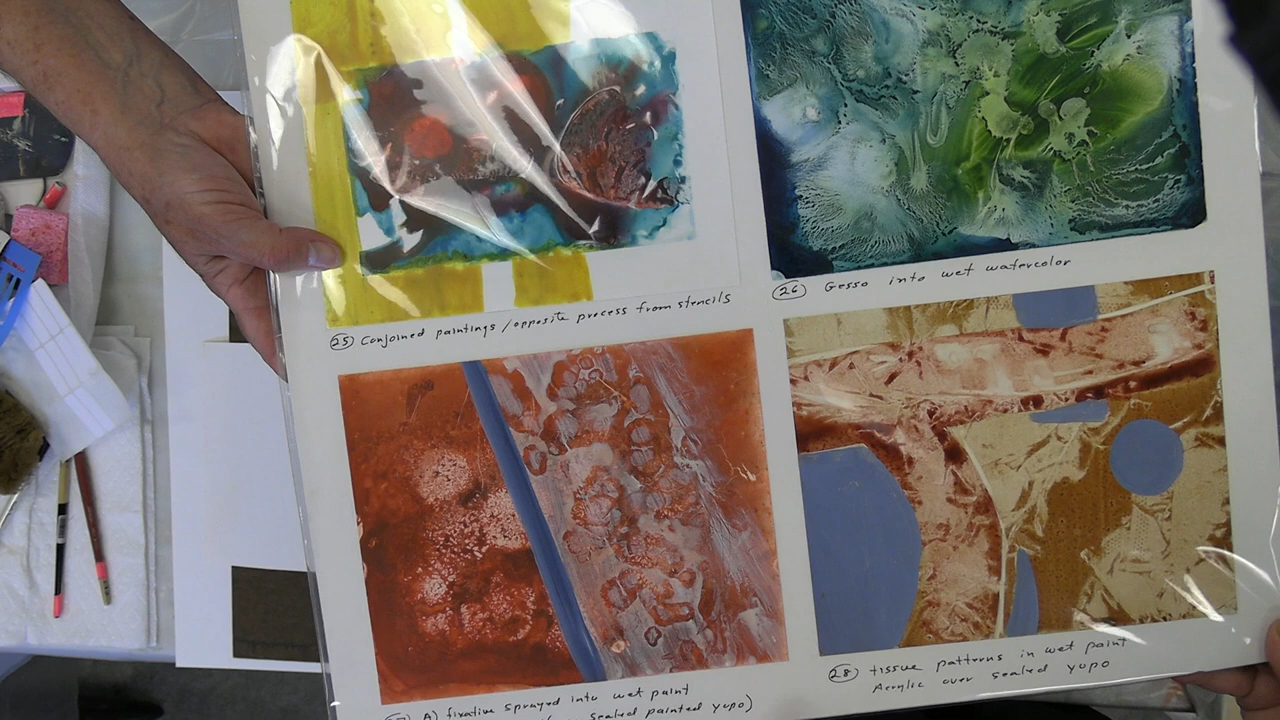 25 Conjoined paintings / opposite process from stencils
26 Gesso into wet watercolor
A) fixative sprayed into wet paint
sealed painted yupo)
28 tissue patterns in wet paint
Acrylic over sealed yupo